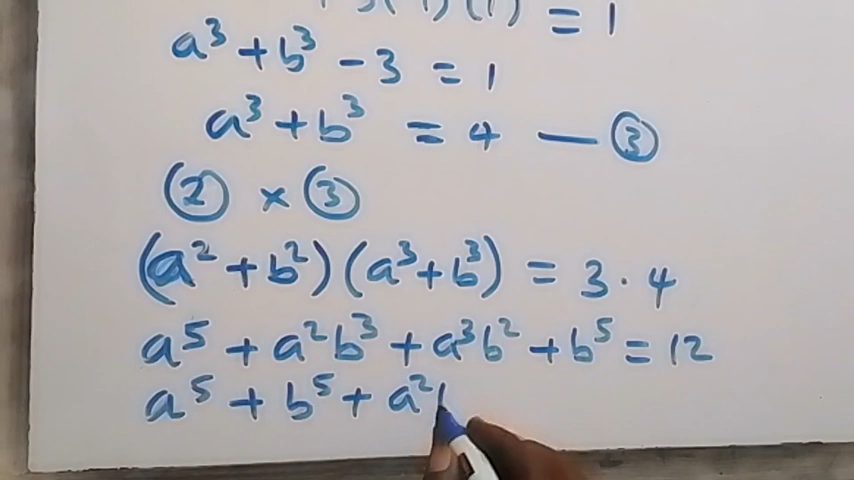 = 1
a³ + b³ - 3 = 1
a³ + b³ = 4 — ③
② × ③
(a² + b²)(a³ + b³) = 3 · 4
a⁵ + a²b³ + a³b² + b⁵ = 12
a⁵ + b⁵ + a²